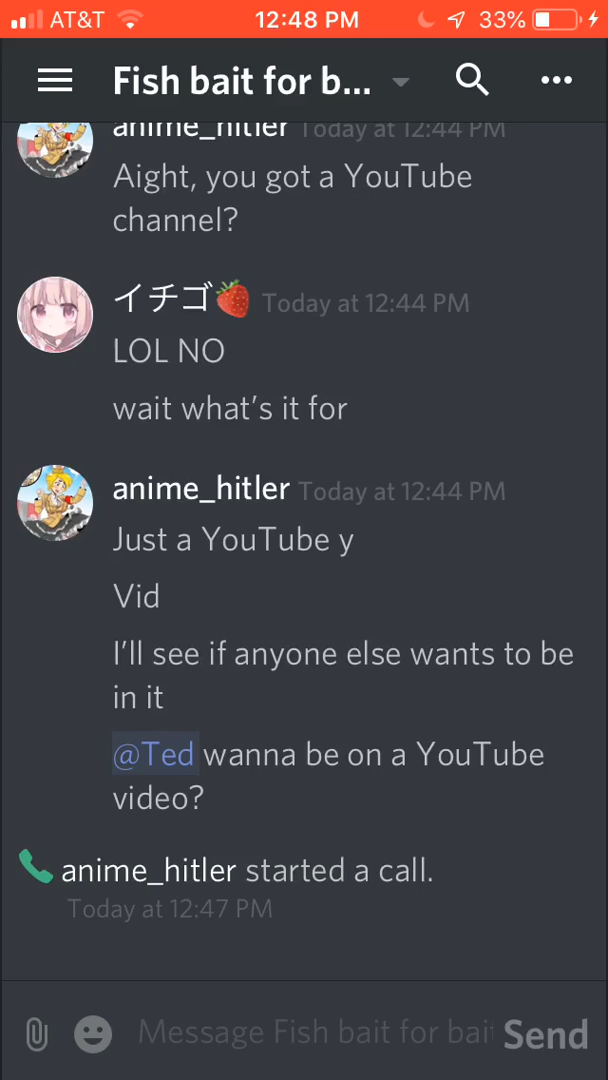 AT&T 12:48 PM 33%
Fish bait for b...
anime_hitler Today at 12:44 PM
Aight, you got a YouTube
channel?
イチゴ🍓 Today at 12:44 PM
LOL NO
wait what’s it for
anime_hitler Today at 12:44 PM
Just a YouTube y
Vid
I’ll see if anyone else wants to be
in it
@Ted wanna be on a YouTube
video?
anime_hitler started a call.
Today at 12:47 PM
Message Fish bait for bait Send